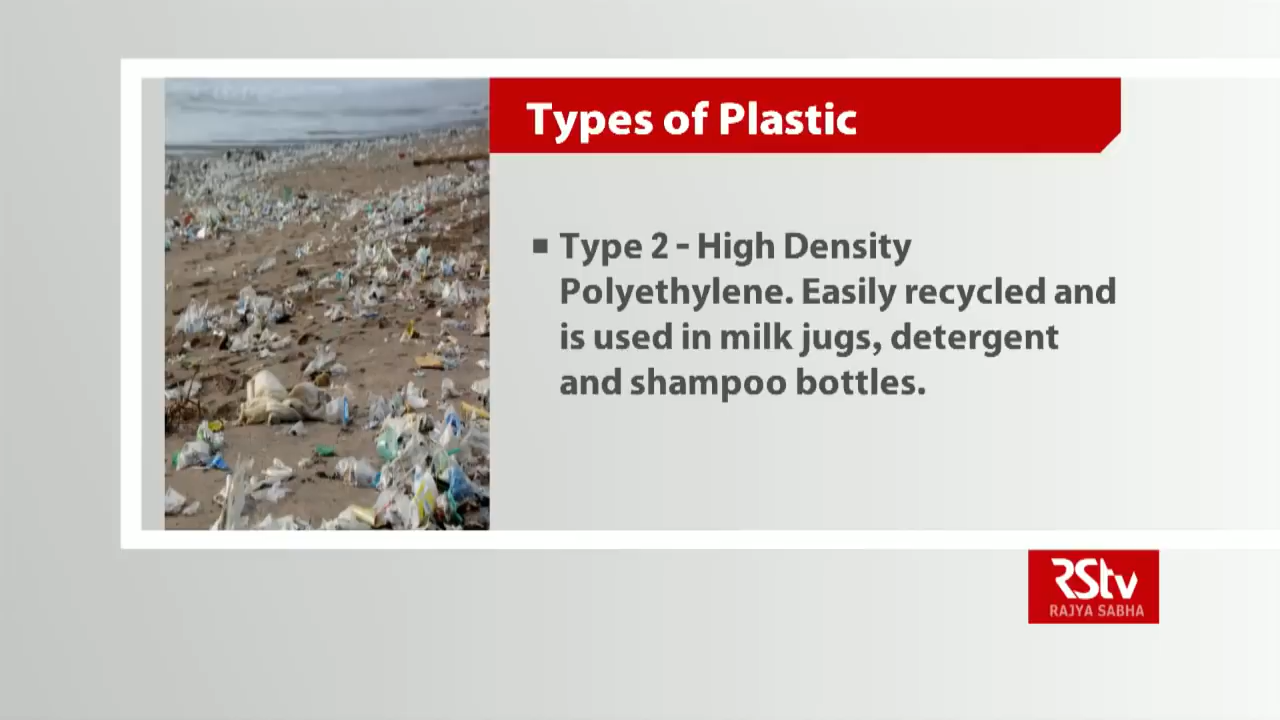 Types of Plastic
▪ Type 2 - High Density
Polyethylene. Easily recycled and
is used in milk jugs, detergent
and shampoo bottles.
RStv
RAJYA SABHA